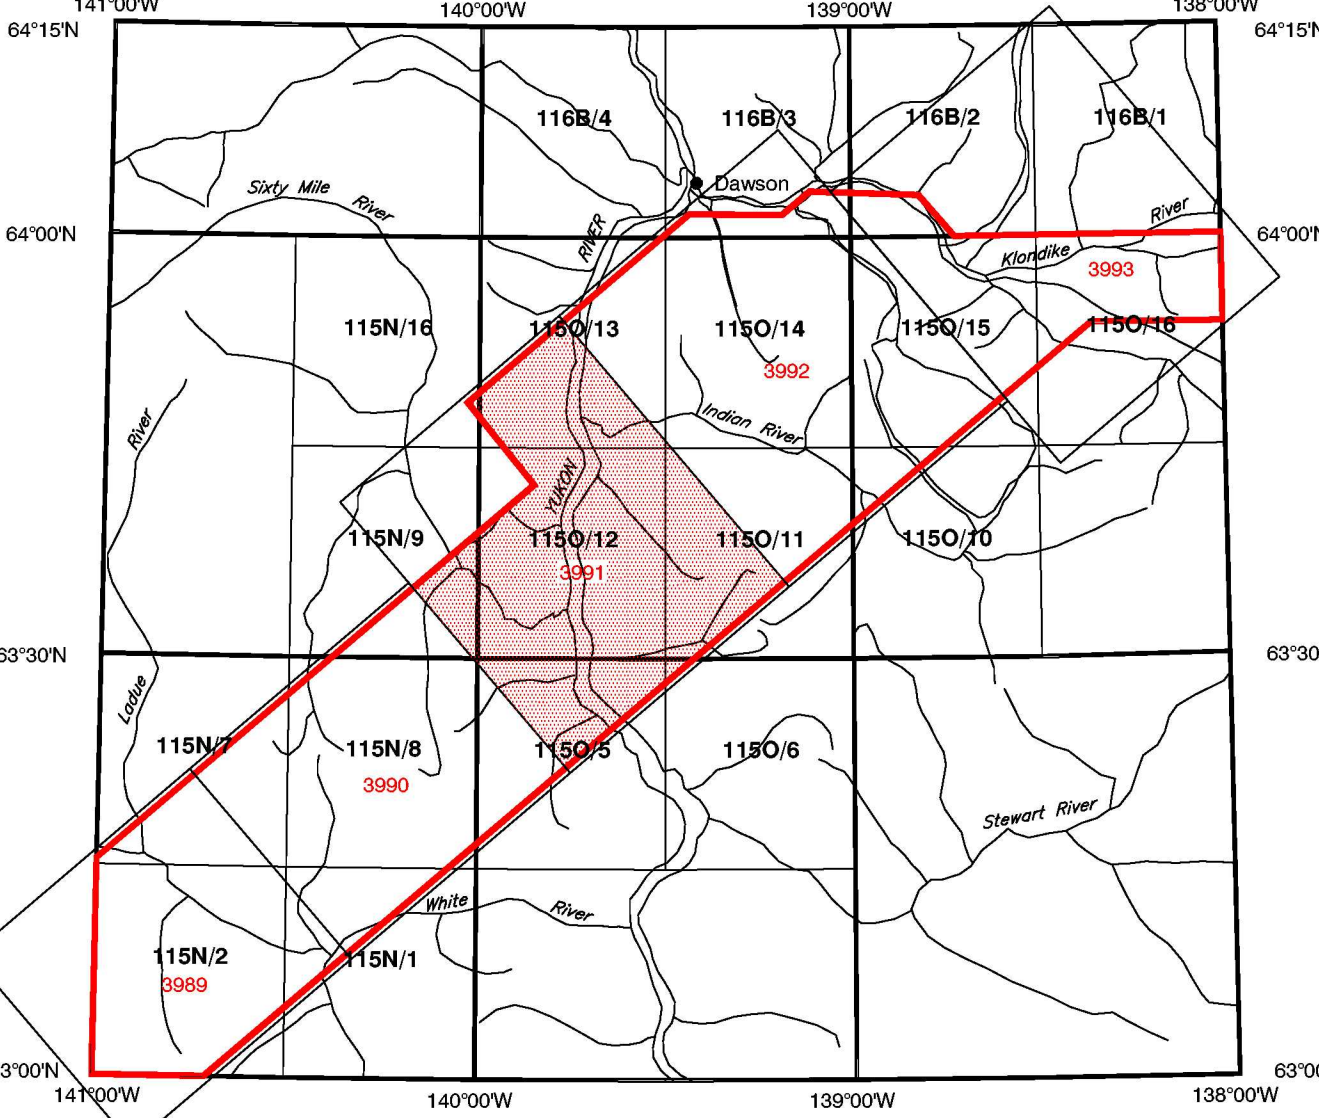 141°00'W
140°00'W
139°00'W
138°00'W
64°15'N
64°15'N
116B/4
116B/3
116B/2
116B/1
Dawson
Sixty Mile
River
River
RIVER
64°00'N
64°00'N
Klondike
3993
115N/16
115O/13
115O/14
115O/15
115O/16
3992
River
Indian River
YUKON
115N/9
115O/12
115O/11
115O/10
3991
63°30'N
63°30
Ladue
115N/7
115N/8
115O/5
115O/6
3990
Stewart River
White
River
115N/2
115N/1
3989
3°00'N
63°00
141°00'W
140°00'W
139°00'W
138°00'W